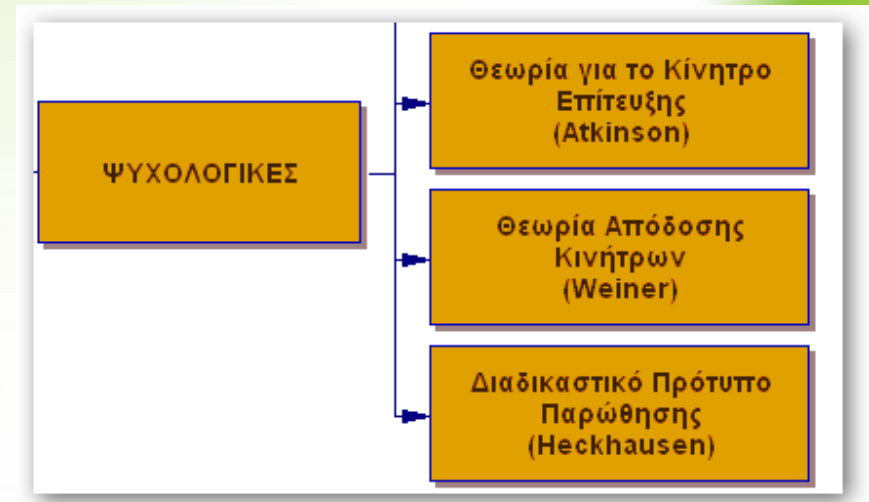 Θεωρία για το Κίνητρο
Επίτευξης
(Atkinson)
ΨΥΧΟΛΟΓΙΚΕΣ
Θεωρία Απόδοσης
Κινήτρων
(Weiner)
Διαδικαστικό Πρότυπο
Παρώθησης
(Heckhausen)